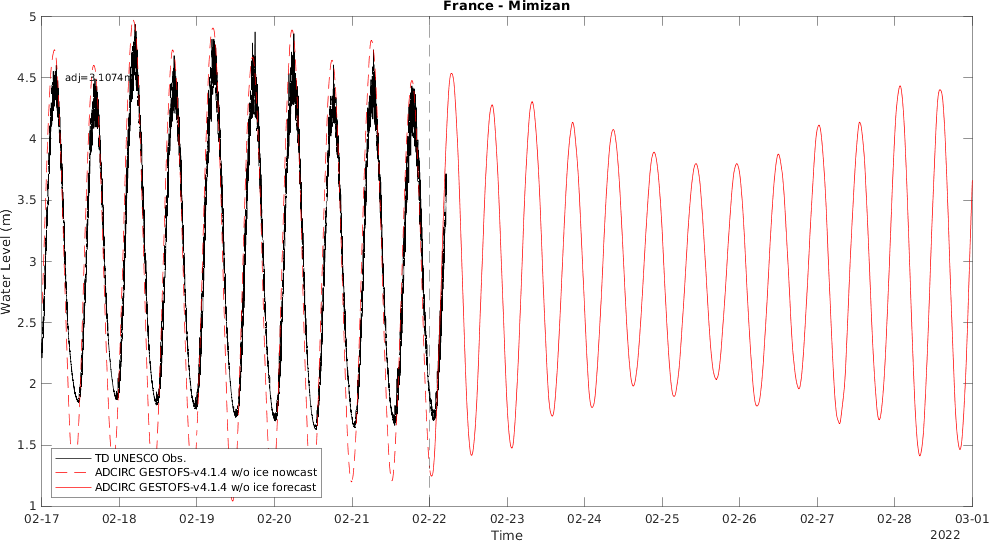 France - Mimizan
5
4.5
4
3.5
3
2.5
2
1.5
1
Water Level (m)
adj=3.1074m
TD UNESCO Obs.
ADCIRC GESTOFS-v4.1.4 w/o ice nowcast
ADCIRC GESTOFS-v4.1.4 w/o ice forecast
02-17 02-18 02-19 02-20 02-21 02-22 02-23 02-24 02-25 02-26 02-27 02-28 03-01
Time
2022